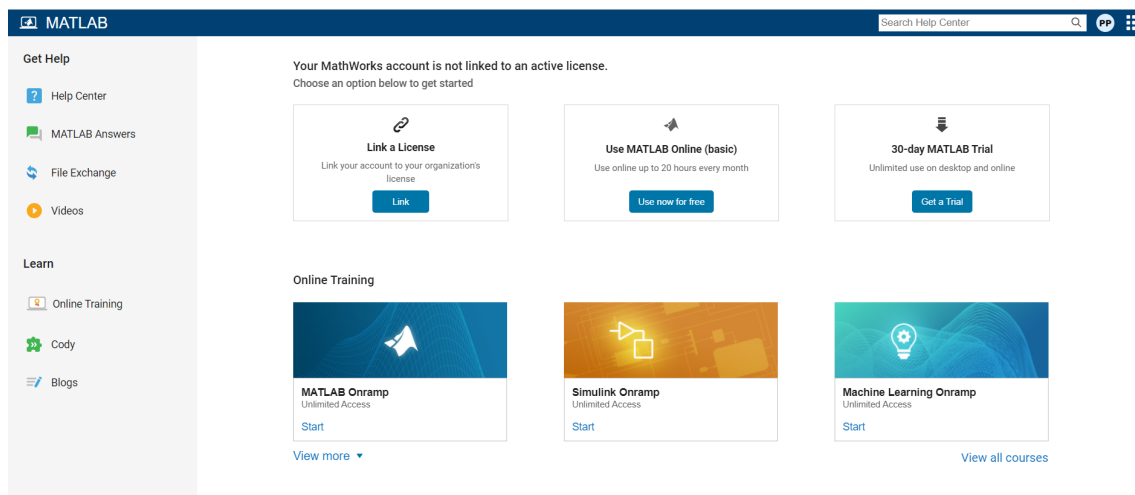 MATLAB
Search Help Center
PP
Get Help
? Help Center
MATLAB Answers
File Exchange
Videos
Learn
Online Training
Cody
Blogs
Your MathWorks account is not linked to an active license.
Choose an option below to get started
Link a License
Link your account to your organization's
license
Link
Use MATLAB Online (basic)
Use online up to 20 hours every month
Use now for free
30-day MATLAB Trial
Unlimited use on desktop and online
Get a Trial
Online Training
MATLAB Onramp
Unlimited Access
Start
Simulink Onramp
Unlimited Access
Start
Machine Learning Onramp
Unlimited Access
Start
View more
View all courses